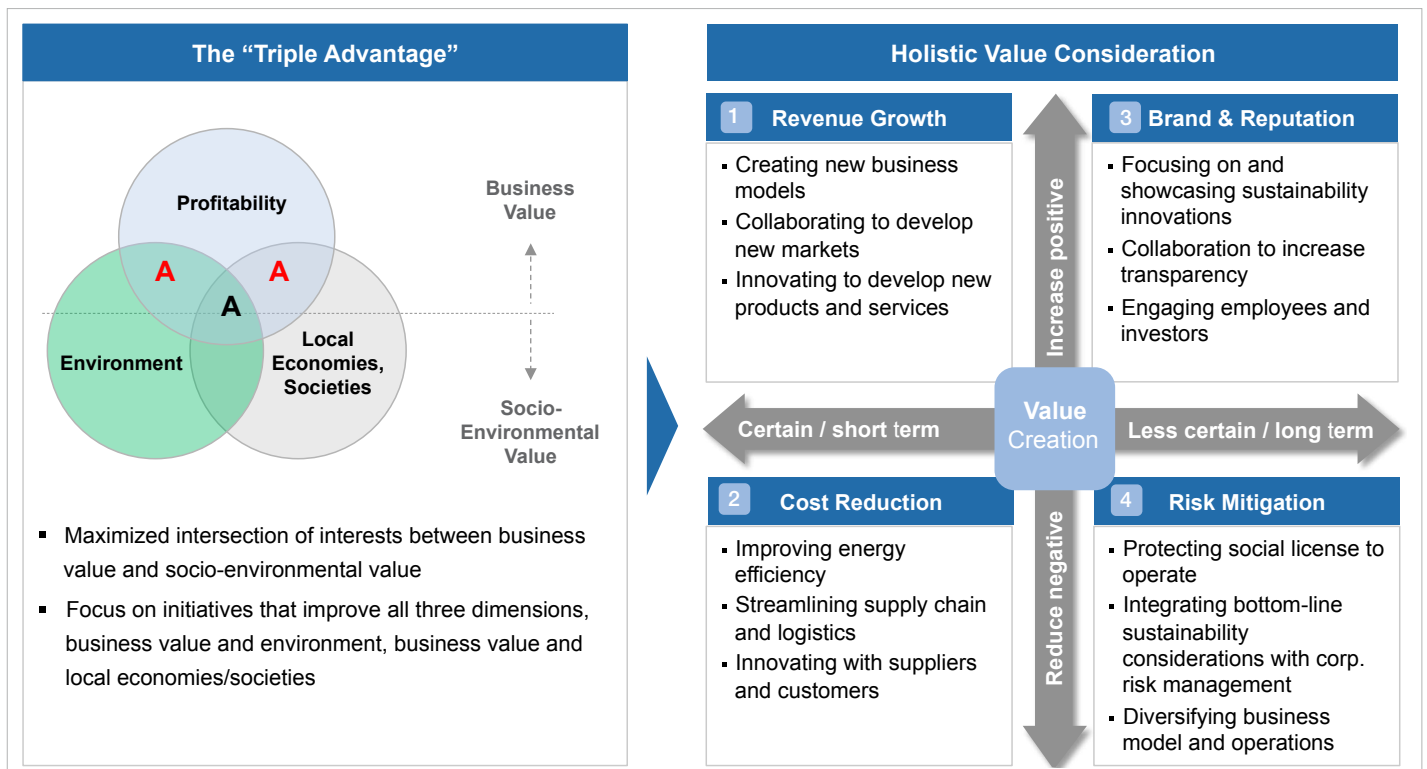 The “Triple Advantage”
Profitability
A
A
A
Environment
Local
Economies,
Societies
Business
Value
Socio-
Environmental
Value
▪ Maximized intersection of interests between business
value and socio-environmental value
▪ Focus on initiatives that improve all three dimensions,
business value and environment, business value and
local economies/societies
Holistic Value Consideration
1 Revenue Growth
▪ Creating new business
models
▪ Collaborating to develop
new markets
▪ Innovating to develop new
products and services
3 Brand & Reputation
▪ Focusing on and
showcasing sustainability
innovations
▪ Collaboration to increase
transparency
▪ Engaging employees and
investors
Increase positive
Certain / short term
Value
Creation
Less certain / long term
Reduce negative
2 Cost Reduction
▪ Improving energy
efficiency
▪ Streamlining supply chain
and logistics
▪ Innovating with suppliers
and customers
4 Risk Mitigation
▪ Protecting social license to
operate
▪ Integrating bottom-line
sustainability
considerations with corp.
risk management
▪ Diversifying business
model and operations